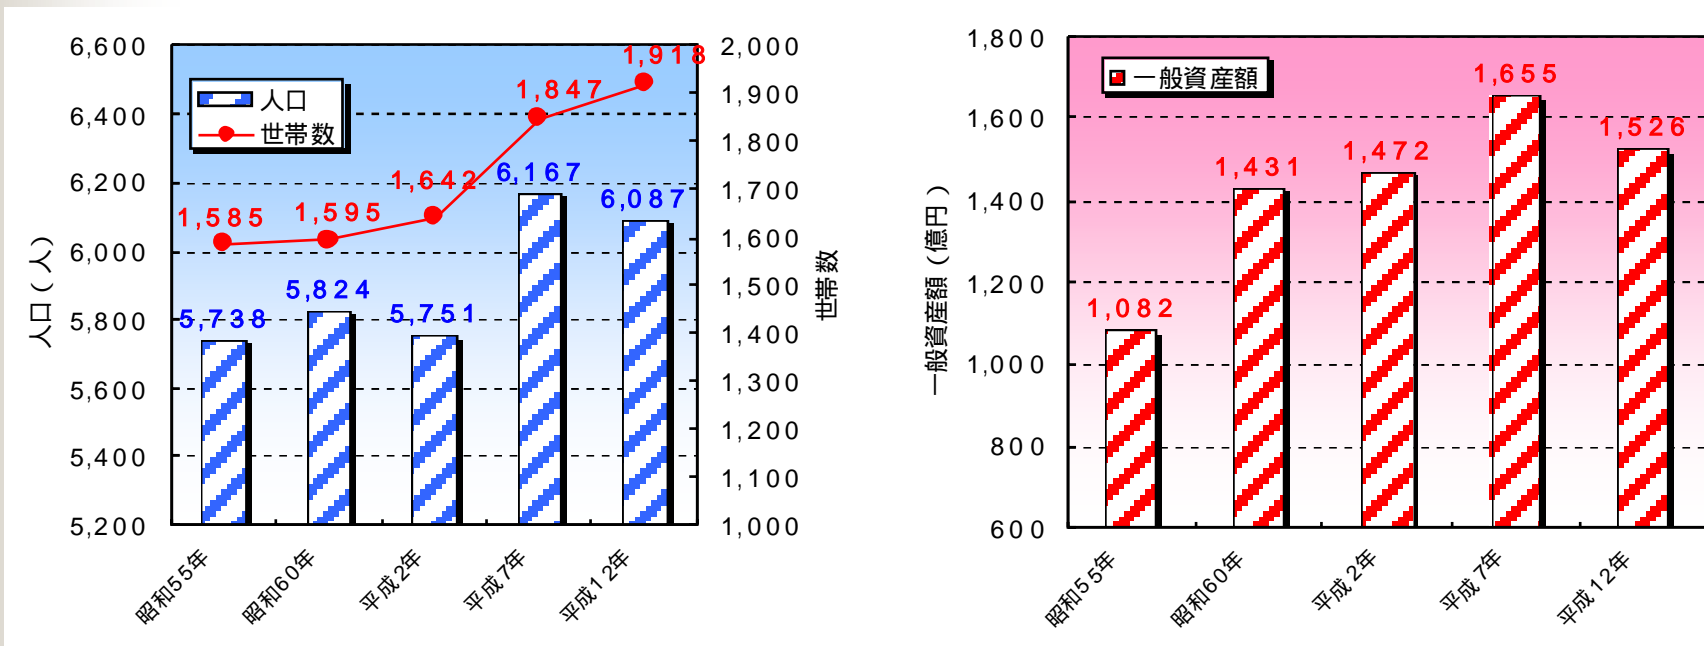 6,600
6,400
6,200
6,000
5,800
5,600
5,400
5,200
人口(人)
人口
世帯数
1,585
1,595
1,642
1,847
1,918
5,738
5,824
5,751
6,167
6,087
2,000
1,900
1,800
1,700
1,600
1,500
1,400
1,300
1,200
1,100
1,000
世帯数
昭和55年
昭和60年
平成2年
平成7年
平成12年
1,800
1,600
1,400
1,200
1,000
800
600
一般資産額(億円)
一般資産額
1,082
1,431
1,472
1,655
1,526
昭和55年
昭和60年
平成2年
平成7年
平成12年